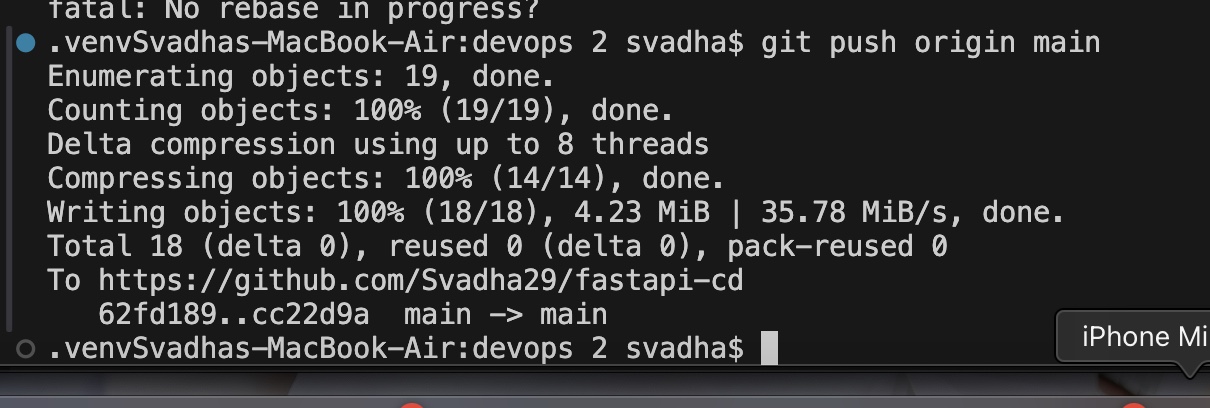 fatal: No rebase in progress?
.venvSvadhas-MacBook-Air:devops 2 svadha$ git push origin main
Enumerating objects: 19, done.
Counting objects: 100% (19/19), done.
Delta compression using up to 8 threads
Compressing objects: 100% (14/14), done.
Writing objects: 100% (18/18), 4.23 MiB | 35.78 MiB/s, done.
Total 18 (delta 0), reused 0 (delta 0), pack-reused 0
To https://github.com/Svadha29/fastapi-cd
62fd189..cc22d9a  main -> main
.venvSvadhas-MacBook-Air:devops 2 svadha$
iPhone Mi